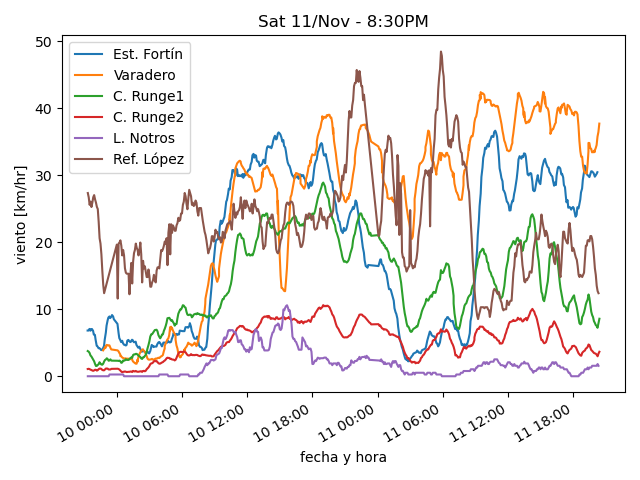 Sat 11/Nov - 8:30PM
50
40
30
20
10
0
viento [km/hr]
Est. Fortín
Varadero
C. Runge1
C. Runge2
L. Notros
Ref. López
10 00:00
10 06:00
10 12:00
10 18:00
11 00:00
11 06:00
11 12:00
11 18:00
fecha y hora